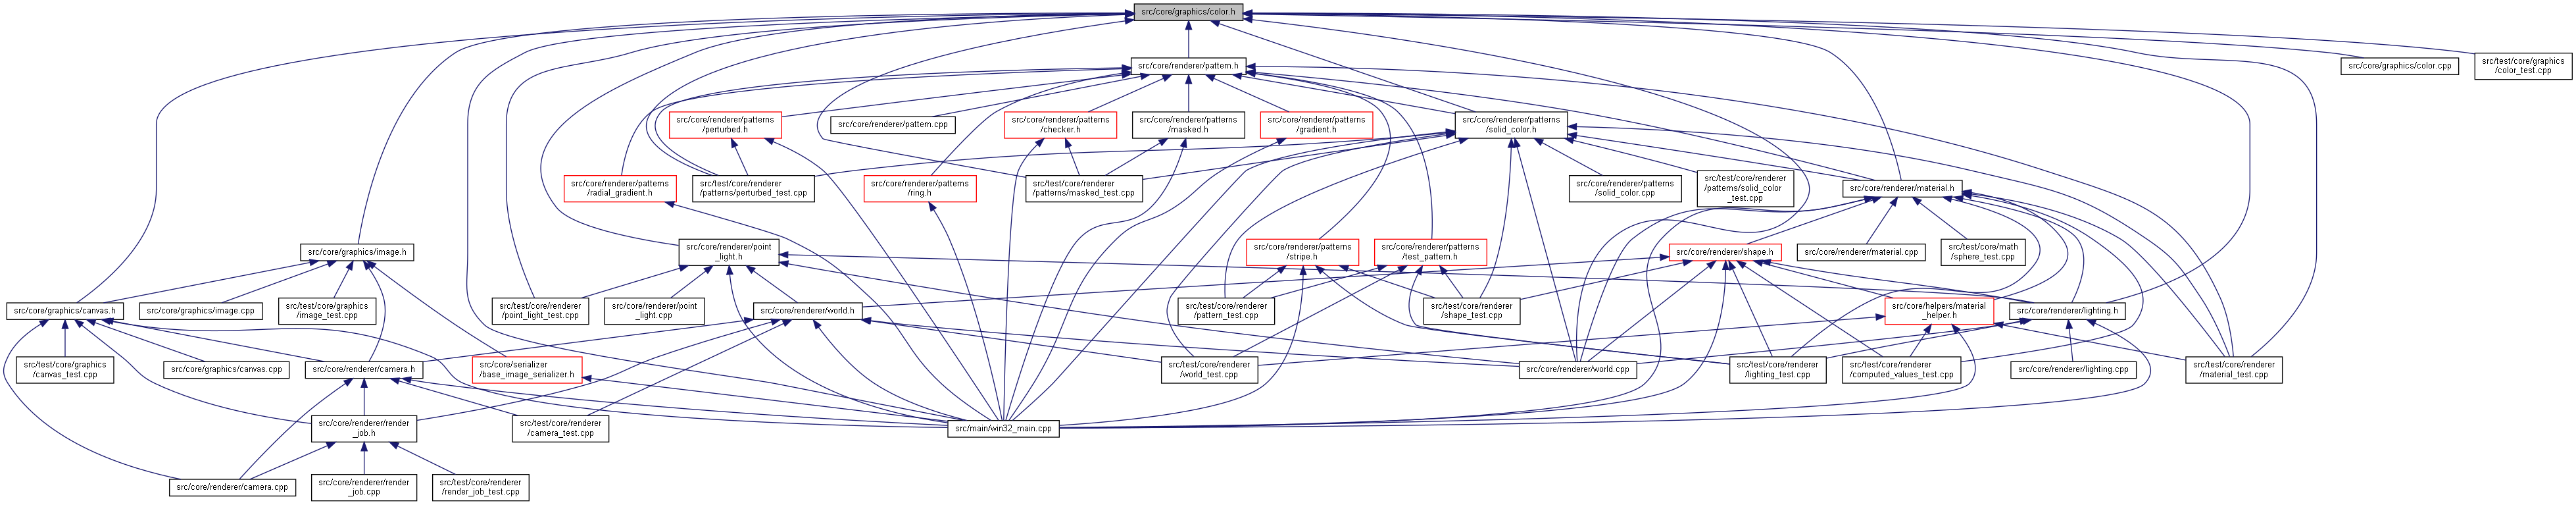 src/core/graphics/color.h
src/core/renderer/pattern.h
src/core/graphics/color.cpp
src/test/core/graphics
/color_test.cpp
src/core/renderer/patterns
/perturbed.h
src/core/renderer/pattern.cpp
src/core/renderer/patterns
/checker.h
src/core/renderer/patterns
/masked.h
src/core/renderer/patterns
/gradient.h
src/core/renderer/patterns
/solid_color.h
src/core/renderer/patterns
/radial_gradient.h
src/test/core/renderer
/patterns/perturbed_test.cpp
src/core/renderer/patterns
/ring.h
src/test/core/renderer
/patterns/masked_test.cpp
src/core/renderer/patterns
/solid_color.cpp
src/test/core/renderer
/patterns/solid_color
_test.cpp
src/core/renderer/material.h
src/core/graphics/image.h
src/core/renderer/point
_light.h
src/core/renderer/patterns
/stripe.h
src/core/renderer/patterns
/test_pattern.h
src/core/renderer/shape.h
src/core/renderer/material.cpp
src/test/core/math
/sphere_test.cpp
src/core/graphics/canvas.h
src/core/graphics/image.cpp
src/test/core/graphics
/image_test.cpp
src/test/core/renderer
/point_light_test.cpp
src/core/renderer/point
_light.cpp
src/core/renderer/world.h
src/test/core/renderer
/pattern_test.cpp
src/test/core/renderer
/shape_test.cpp
src/core/helpers/material
_helper.h
src/core/renderer/lighting.h
src/test/core/graphics
/canvas_test.cpp
src/core/graphics/canvas.cpp
src/core/renderer/camera.h
src/core/serializer
/base_image_serializer.h
src/test/core/renderer
/world_test.cpp
src/core/renderer/world.cpp
src/test/core/renderer
/lighting_test.cpp
src/test/core/renderer
/computed_values_test.cpp
src/core/renderer/lighting.cpp
src/test/core/renderer
/material_test.cpp
src/core/renderer/render
_job.h
src/test/core/renderer
/camera_test.cpp
src/main/win32_main.cpp
src/core/renderer/camera.cpp
src/core/renderer/render
_job.cpp
src/test/core/renderer
/render_job_test.cpp